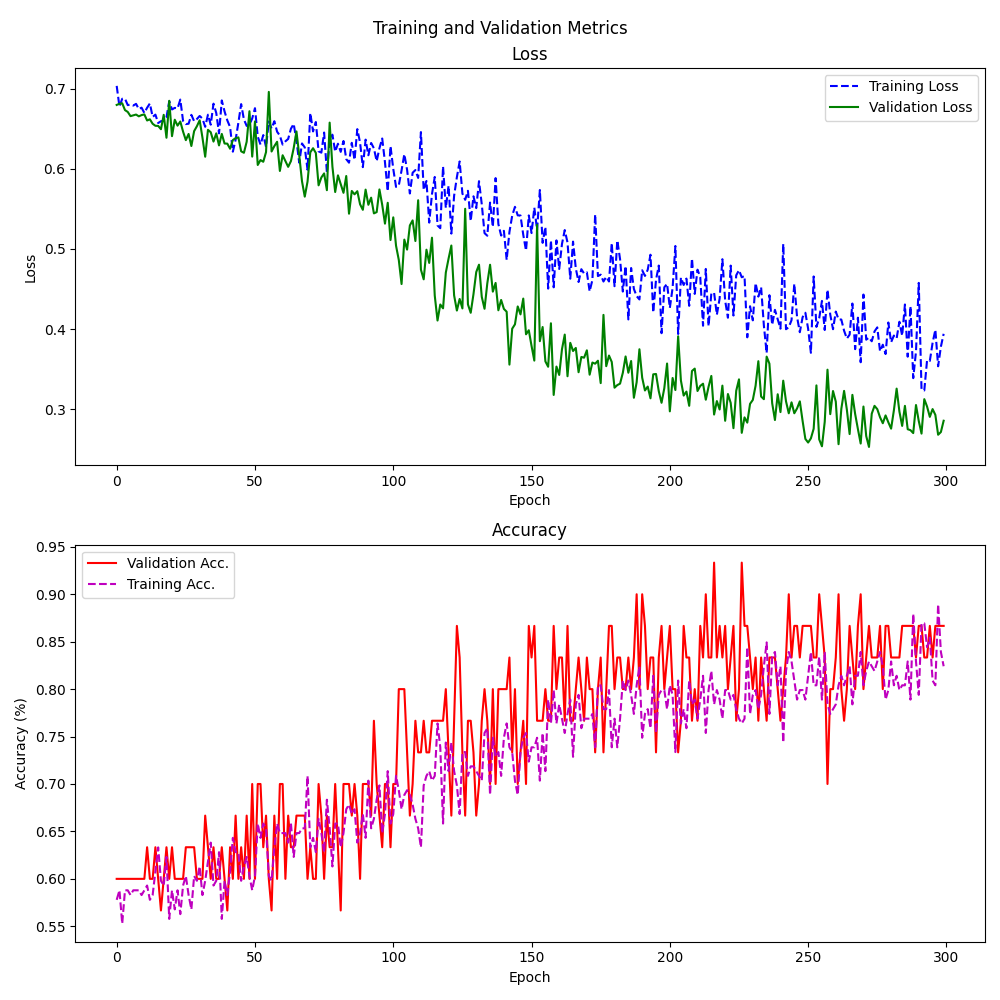 Training and Validation Metrics
Loss
Training Loss
Validation Loss
0.7
0.6
0.5
0.4
0.3
Loss
0 50 100 150 200 250 300
Epoch
Accuracy
Validation Acc.
Training Acc.
0.95
0.90
0.85
0.80
0.75
0.70
0.65
0.60
0.55
Accuracy (%)
0 50 100 150 200 250 300
Epoch